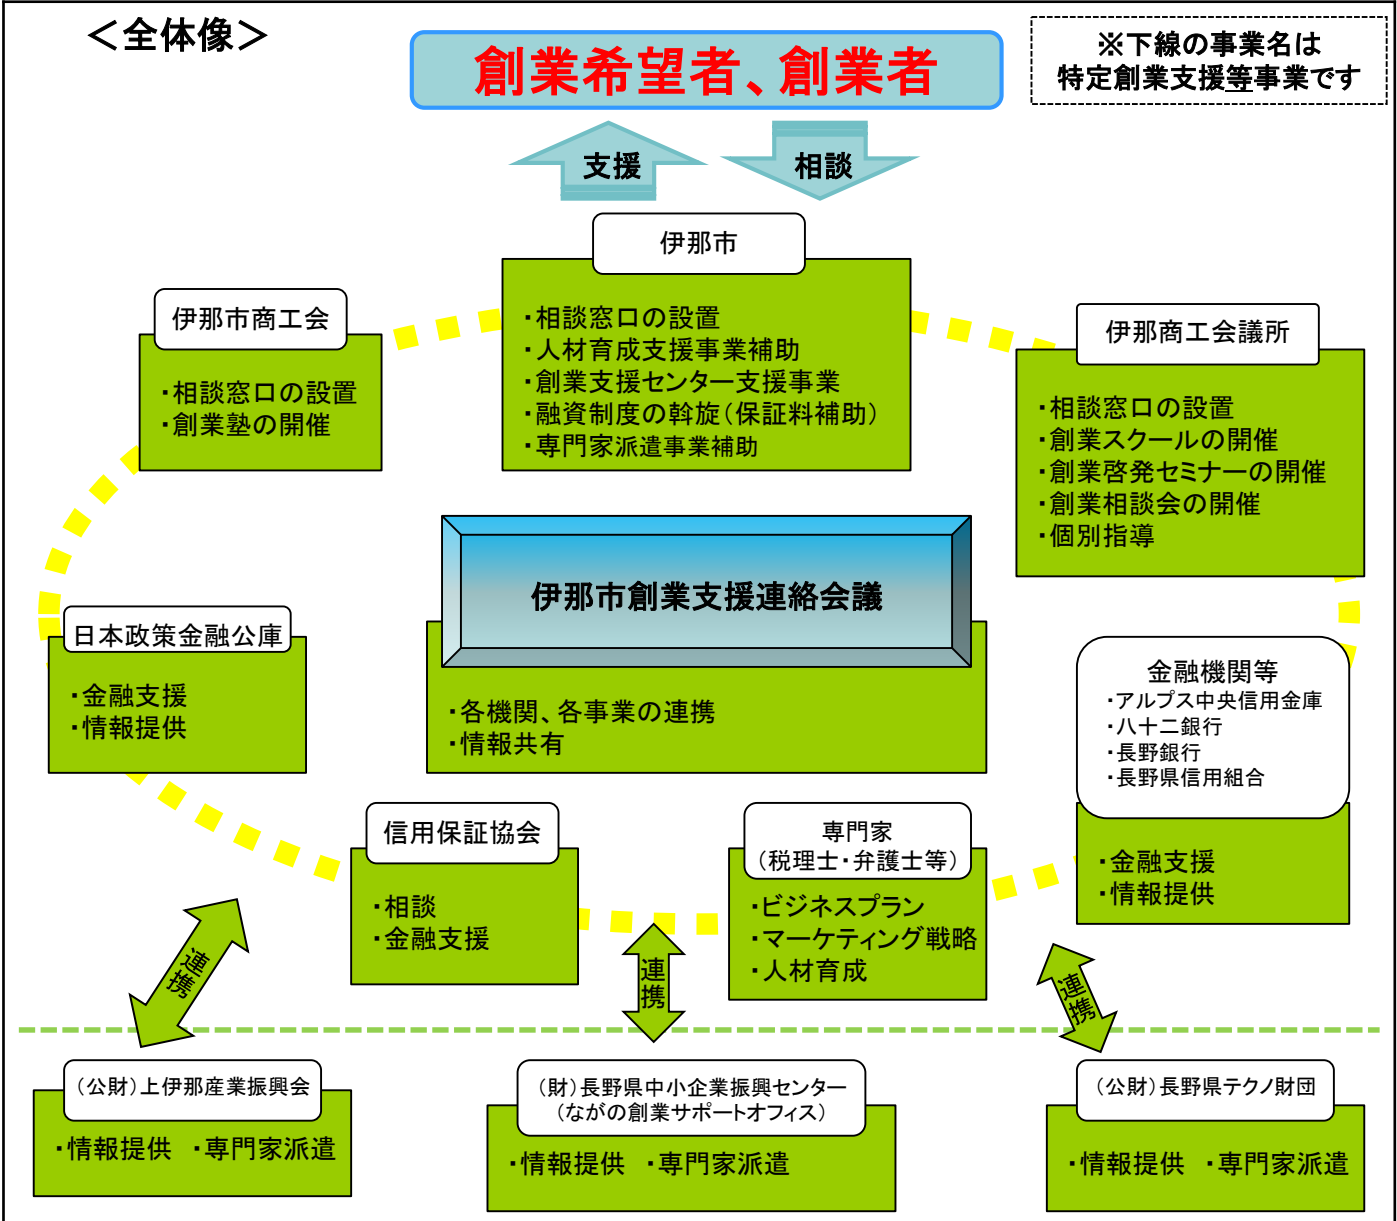 ＜全体像＞
創業希望者、創業者
※下線の事業名は
特定創業支援等事業です
支援
相談
伊那市
・相談窓口の設置
・人材育成支援事業補助
・創業支援センター支援事業
・融資制度の斡旋（保証料補助）
・専門家派遣事業補助
伊那市商工会
・相談窓口の設置
・創業塾の開催
伊那商工会議所
・相談窓口の設置
・創業スクールの開催
・創業啓発セミナーの開催
・創業相談会の開催
・個別指導
伊那市創業支援連絡会議
・各機関、各事業の連携
・情報共有
日本政策金融公庫
・金融支援
・情報提供
金融機関等
・アルプス中央信用金庫
・八十二銀行
・長野銀行
・長野県信用組合
・金融支援
・情報提供
信用保証協会
・相談
・金融支援
専門家
（税理士・弁護士等）
・ビジネスプラン
・マーケティング戦略
・人材育成
連携
連携
連携
（公財）上伊那産業振興会
・情報提供　・専門家派遣
（財）長野県中小企業振興センター
（ながの創業サポートオフィス）
・情報提供　・専門家派遣
（公財）長野県テクノ財団
・情報提供　・専門家派遣